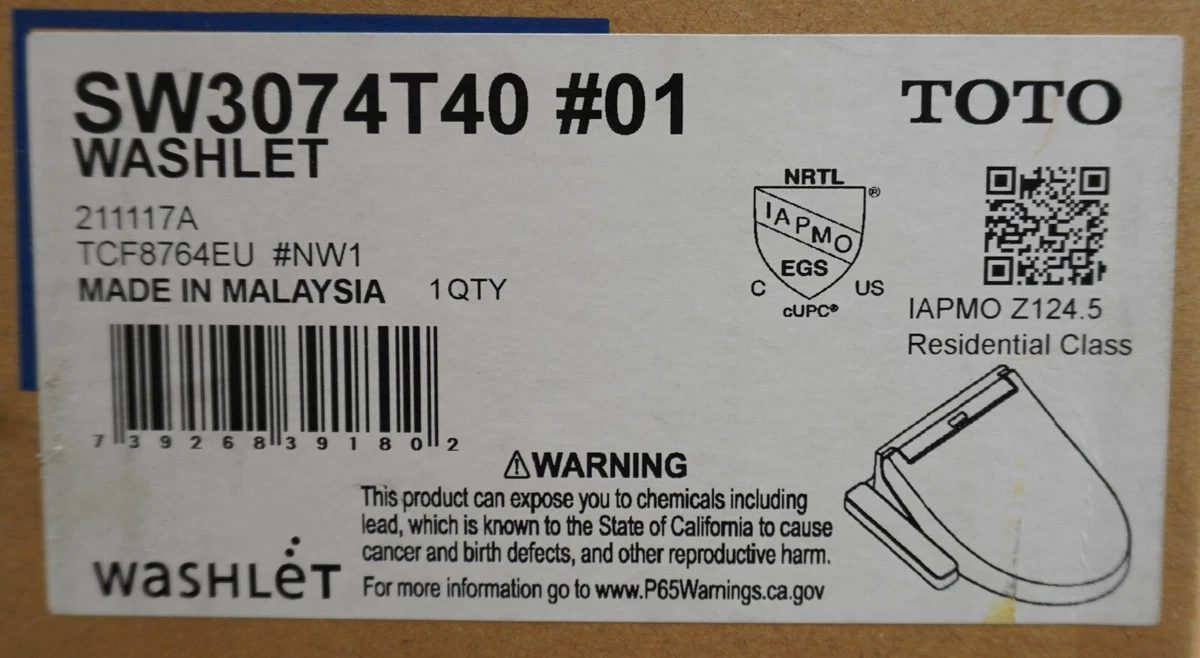 SW3074T40 #01
WASHLET
TOTO
211117A
TCF8764EU #NW1
MADE IN MALAYSIA 1 QTY
NRTL
®
IAPMO
EGS
C US
cUPC®
IAPMO Z124.5
Residential Class
7 39268 39180 2
⚠WARNING
This product can expose you to chemicals including
lead, which is known to the State of California to cause
cancer and birth defects, and other reproductive harm.
For more information go to www.P65Warnings.ca.gov
WASHLET